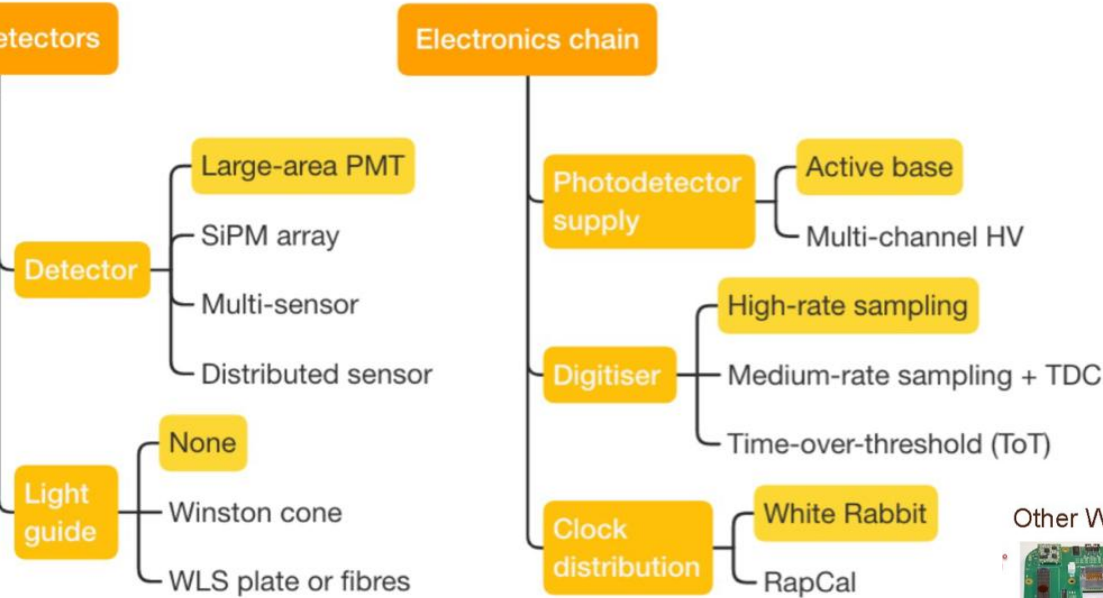 etectors
Detector
Large-area PMT
SiPM array
Multi-sensor
Distributed sensor
Light
guide
None
Winston cone
WLS plate or fibres
Electronics chain
Photodetector
supply
Active base
Multi-channel HV
Digitiser
High-rate sampling
Medium-rate sampling + TDC
Time-over-threshold (ToT)
Clock
distribution
White Rabbit
RapCal
Other W